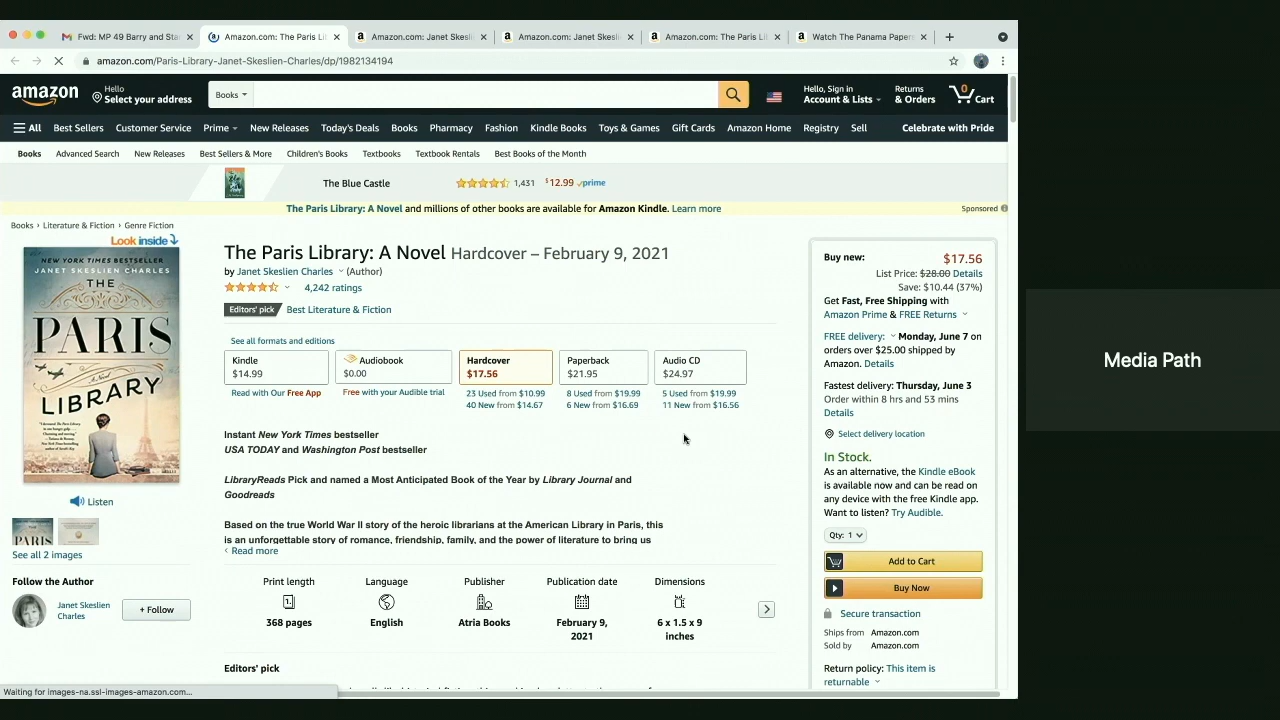 Fwd: MP 49 Barry and Sta
Amazon.com: The Paris Lib
Amazon.com: Janet Skesli
Amazon.com: Janet Skesli
Amazon.com: The Paris Li
Watch The Panama Papers
amazon.com/Paris-Library-Janet-Skeslien-Charles/dp/1982134194
amazon
Hello
Select your address
Books
Hello, Sign in
Account & Lists
Returns
& Orders
0
Cart
All Best Sellers Customer Service Prime New Releases Today's Deals Books Pharmacy Fashion Kindle Books Toys & Games Gift Cards Amazon Home Registry Sell Celebrate with Pride
Books Advanced Search New Releases Best Sellers & More Children's Books Textbooks Textbook Rentals Best Books of the Month
The Blue Castle 1,431 $12.99 prime
The Paris Library: A Novel and millions of other books are available for Amazon Kindle. Learn more
Sponsored
Books › Literature & Fiction › Genre Fiction
Look inside
NEW YORK TIMES BESTSELLER
JANET SKESLIEN CHARLES
THE
PARIS
A Novel
LIBRARY
Listen
PARIS
See all 2 images
Follow the Author
Janet Skeslien
Charles
+ Follow
The Paris Library: A Novel Hardcover – February 9, 2021
by Janet Skeslien Charles (Author)
4,242 ratings
Editors' pick Best Literature & Fiction
See all formats and editions
Kindle
$14.99
Audiobook
$0.00
Hardcover
$17.56
Paperback
$21.95
Audio CD
$24.97
Read with Our Free App
Free with your Audible trial
23 Used from $10.99
40 New from $14.67
8 Used from $19.99
6 New from $16.69
5 Used from $19.99
11 New from $16.56
Instant New York Times bestseller
USA TODAY and Washington Post bestseller
LibraryReads Pick and named a Most Anticipated Book of the Year by Library Journal and
Goodreads
Based on the true World War II story of the heroic librarians at the American Library in Paris, this
is an unforgettable story of romance, friendship, family, and the power of literature to bring us
Read more
Print length
368 pages
Language
English
Publisher
Atria Books
Publication date
February 9,
2021
Dimensions
6 x 1.5 x 9
inches
Editors' pick
Buy new: $17.56
List Price: $28.00 Details
Save: $10.44 (37%)
Get Fast, Free Shipping with
Amazon Prime & FREE Returns
FREE delivery: Monday, June 7 on
orders over $25.00 shipped by
Amazon. Details
Fastest delivery: Thursday, June 3
Order within 8 hrs and 53 mins
Details
Select delivery location
In Stock.
As an alternative, the Kindle eBook
is available now and can be read on
any device with the free Kindle app.
Want to listen? Try Audible.
Qty: 1
Add to Cart
Buy Now
Secure transaction
Ships from Amazon.com
Sold by Amazon.com
Return policy: This item is
returnable
Waiting for images-na.ssl-images-amazon.com...
Media Path